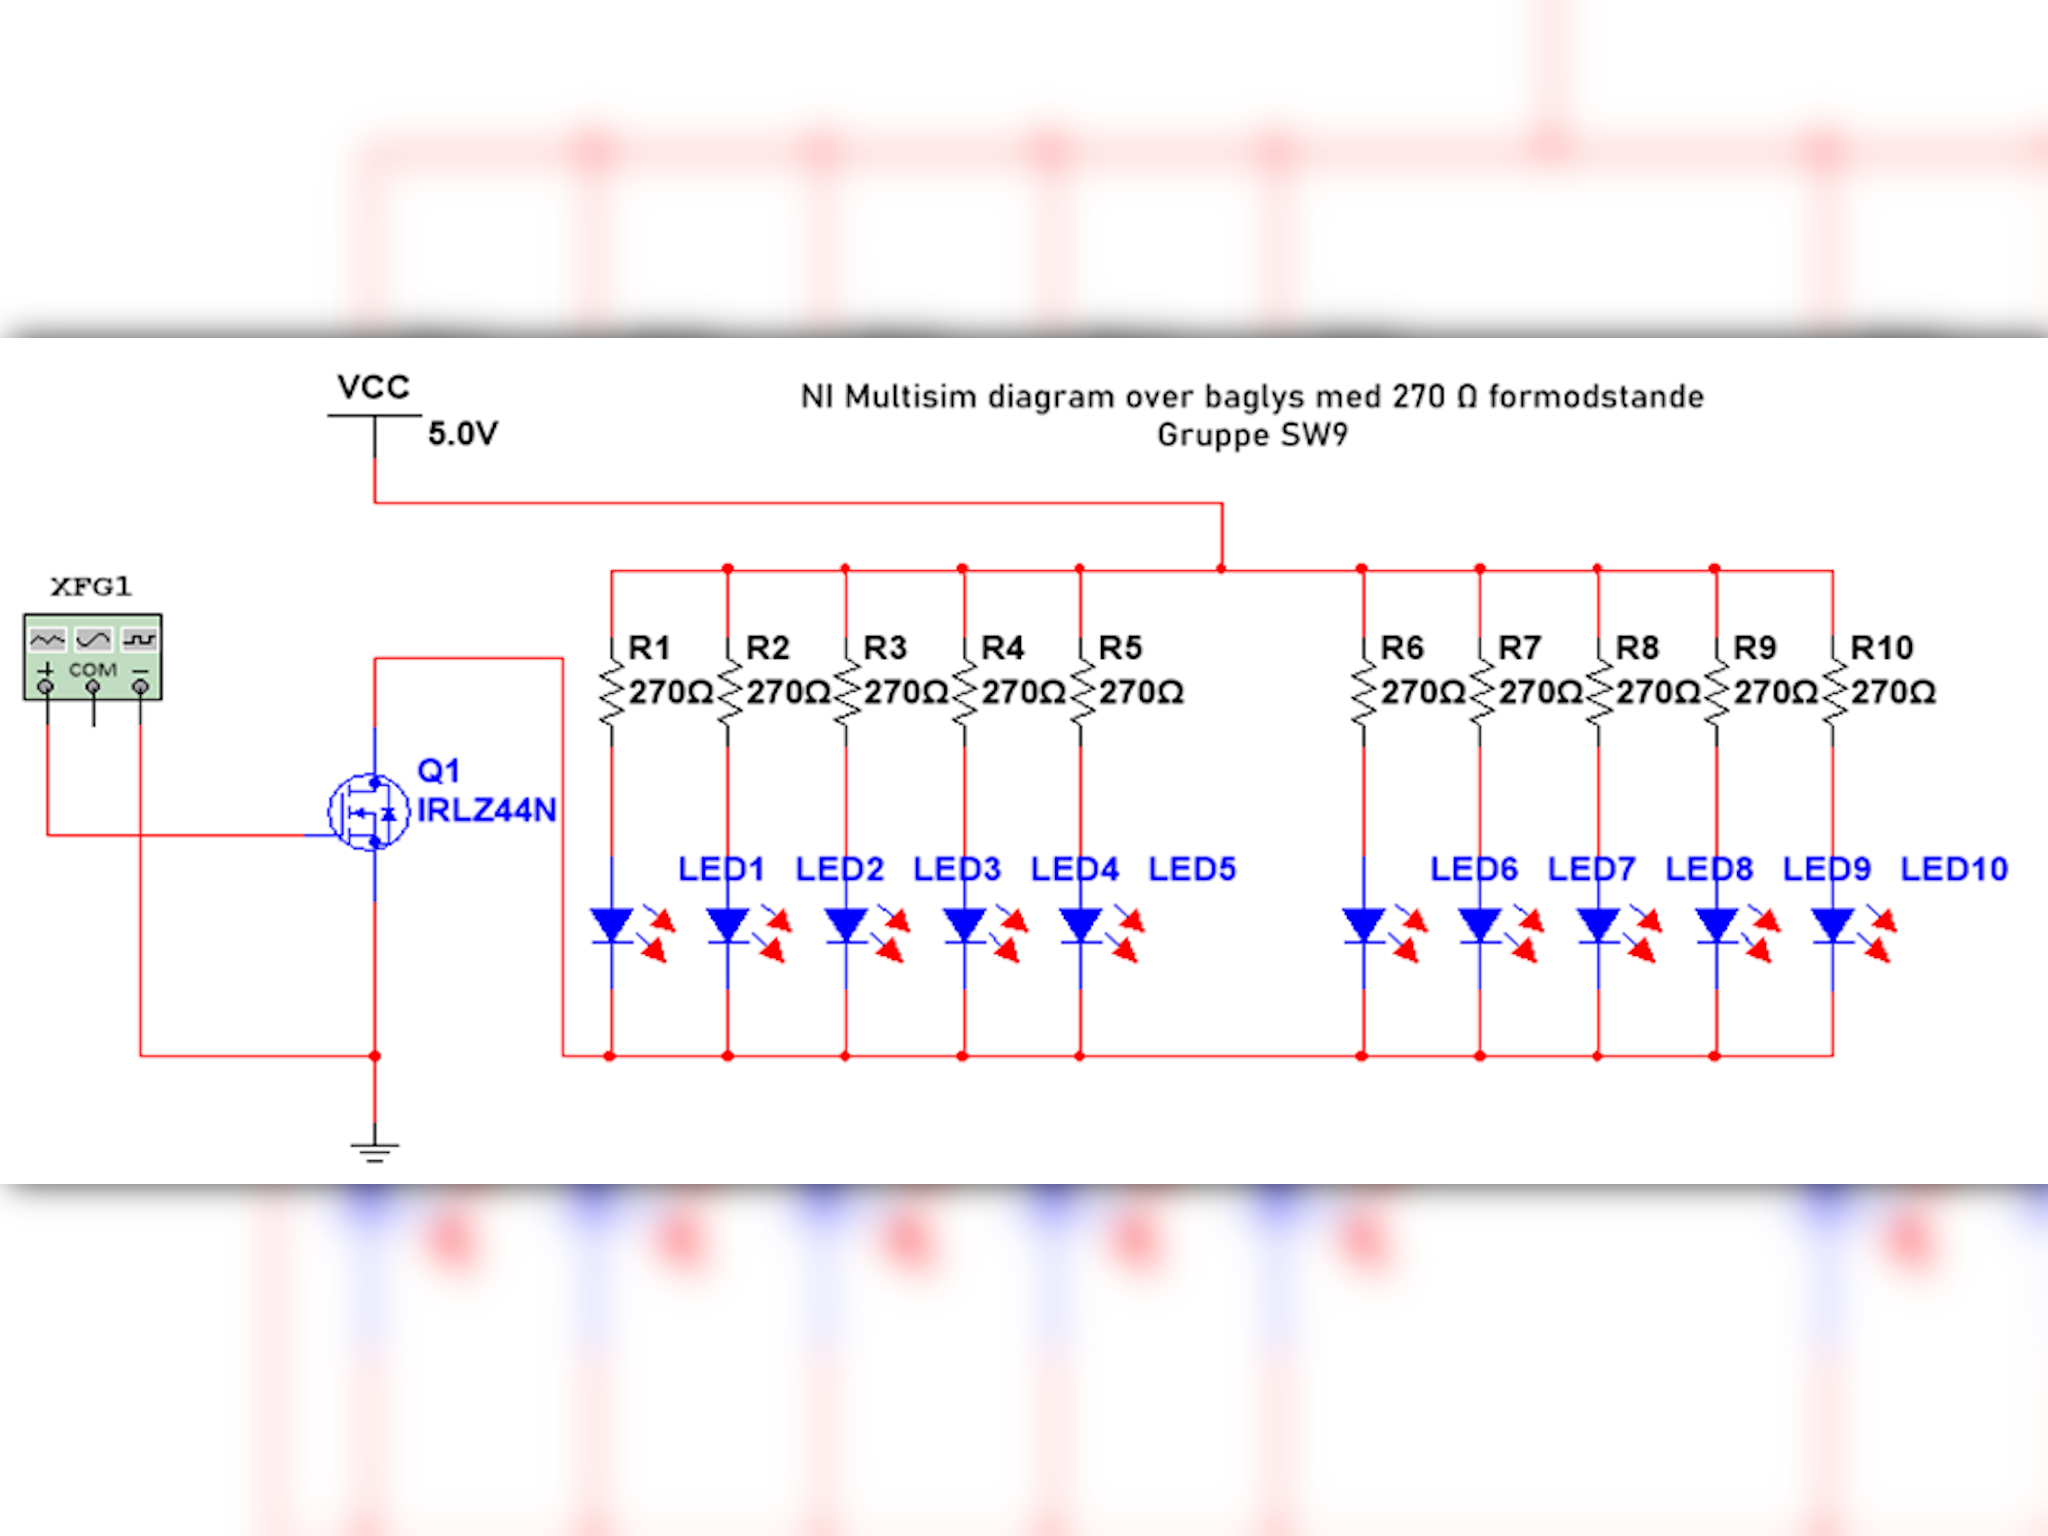 VCC
5.0V
NI Multisim diagram over baglys med 270 Ω formodstande
Gruppe SW9
XFG1
+ COM −
Q1
IRLZ44N
R1 R2 R3 R4 R5 R6 R7 R8 R9 R10
270Ω 270Ω 270Ω 270Ω 270Ω 270Ω 270Ω 270Ω 270Ω 270Ω
LED1 LED2 LED3 LED4 LED5 LED6 LED7 LED8 LED9 LED10